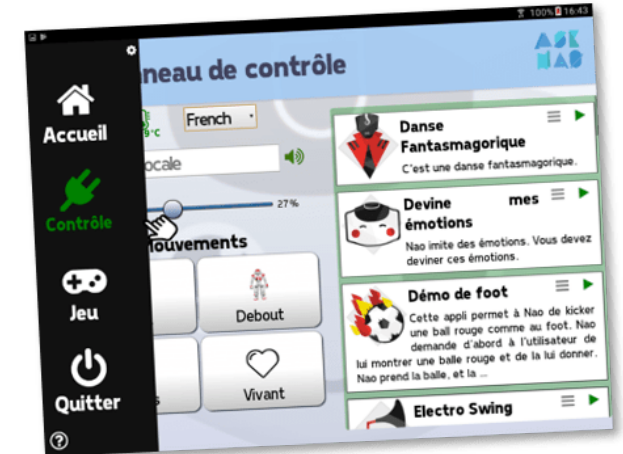 100% 16:43
nneau de contrôle
ASK
NAO
Accueil
Contrôle
Jeu
Quitter
°C
French
ocale
27%
Mouvements
Debout
s
Vivant
Danse
Fantasmagorique
C'est une danse fantasmagorique.
Devine mes
émotions
Nao imite des émotions. Vous devez
deviner ces émotions.
Démo de foot
Cette appli permet à Nao de kicker
une ball rouge comme au foot. Nao
demande d'abord à l'utilisateur de
lui montrer une balle rouge et de la lui donner.
Nao prend la balle, et la ...
Electro Swing